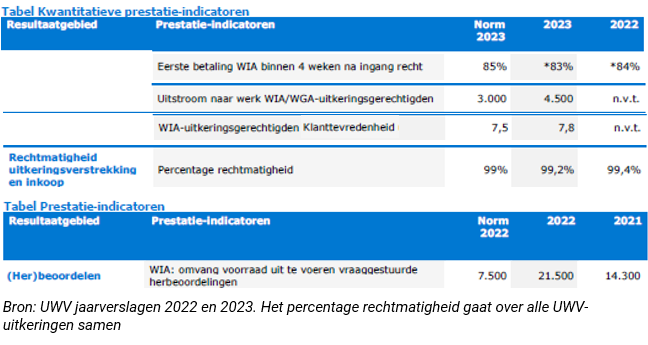 Tabel Kwantitatieve prestatie-indicatoren
Resultaatgebied Prestatie-indicatoren Norm 2023 2023 2022
Eerste betaling WIA binnen 4 weken na ingang recht 85% *83% *84%
Uitstroom naar werk WIA/WGA-uitkeringsgerechtigden 3.000 4.500 n.v.t.
WIA-uitkeringsgerechtigden Klanttevredenheid 7,5 7,8 n.v.t.
Rechtmatigheid
uitkeringsverstrekking Percentage rechtmatigheid 99% 99,2% 99,4%
en inkoop
Tabel Prestatie-indicatoren
Resultaatgebied Prestatie-indicatoren Norm 2022 2022 2021
(Her)beoordelen WIA: omvang voorraad uit te voeren vraaggestuurde 7.500 21.500 14.300
herbeoordelingen
Bron: UWV jaarverslagen 2022 en 2023. Het percentage rechtmatigheid gaat over alle UWV-
uitkeringen samen